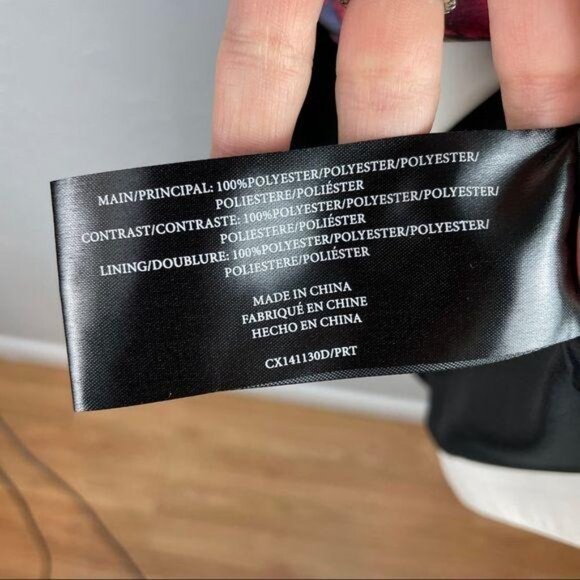 MAIN/PRINCIPAL: 100%POLYESTER/POLYESTER/POLYESTER/
POLIESTERE/POLIÉSTER
CONTRAST/CONTRASTE: 100%POLYESTER/POLYESTER/POLYESTER/
POLIESTERE/POLIÉSTER
LINING/DOUBLURE: 100%POLYESTER/POLYESTER/POLYESTER/
POLIESTERE/POLIÉSTER
MADE IN CHINA
FABRIQUÉ EN CHINE
HECHO EN CHINA
CX141130D/PRT